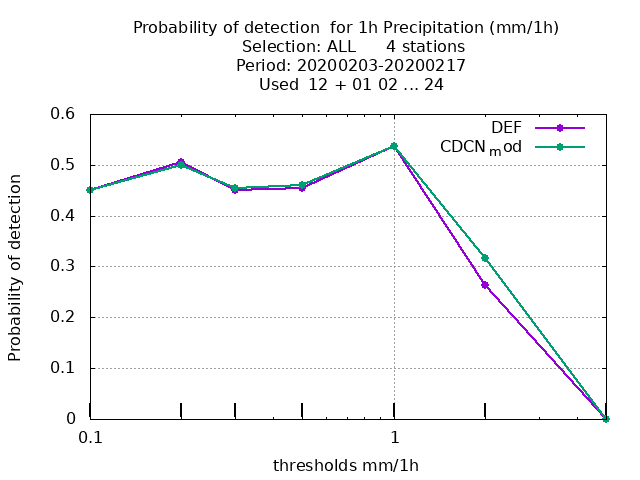 Probability of detection  for 1h Precipitation (mm/1h)
Selection: ALL      4 stations
Period: 20200203-20200217
Used  12 + 01 02 ... 24
DEF
CDCN_mod
0.6
0.5
0.4
0.3
0.2
0.1
0
Probability of detection
0.1
1
thresholds mm/1h